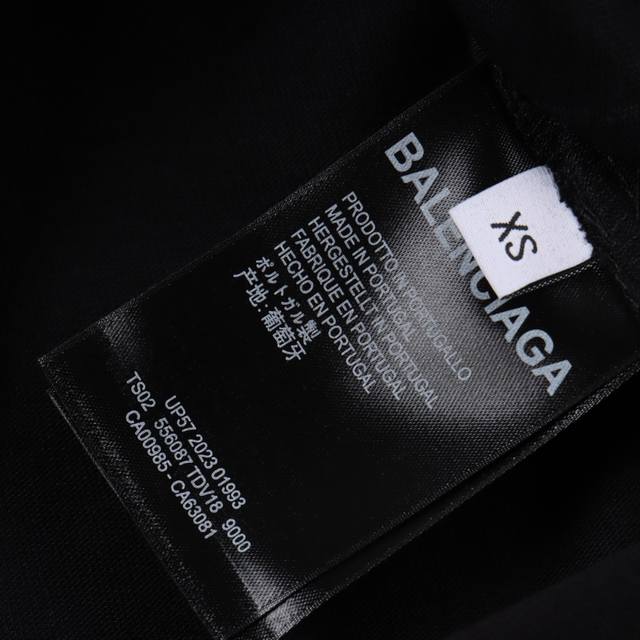 BALENCIAGA
XS
PRODOTTO IN PORTOGALLO
MADE IN PORTUGAL
HERGESTELLT IN PORTUGAL
FABRIQUE EN PORTUGAL
HECHO EN PORTUGAL
ポルトガル製
产地:葡萄牙
UP57 2023 01998
TS02 556087 TDV18 9000
CA00985 - CA63081